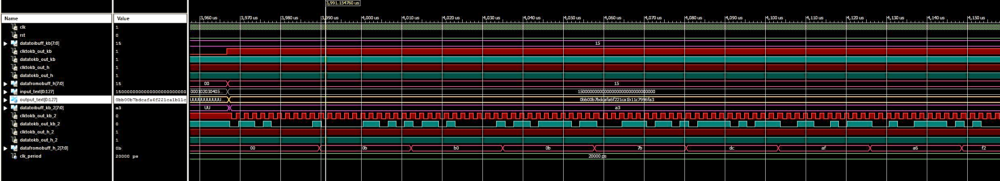 3,991.154760 us
Name Value 3,960 us 3,970 us 3,980 us 3,990 us 4,000 us 4,010 us 4,020 us 4,030 us 4,040 us 4,050 us 4,060 us 4,070 us 4,080 us 4,090 us 4,100 us 4,110 us 4,120 us 4,130 us 4,140 us 4,150 us
clk 1
rst 0
datatoibuff_kb[7:0] 15 15
clktokb_out_kb 1
datatokb_out_kb 1
clktokb_out_h 1
datatokb_out_h 1
datafromobuff_h[7:0] 15 00 15
input_text[0:127] 150000000000000000000000000 000102030405... 15000000000000000000000000000000
output_text[0:127] 0bb00b7bdcafa6f221ca1b11c UUUUUUUUUUU... 0bb00b7bdcafa6f221ca1b11c7996fa3
datatoibuff_kb_2[7:0] a3 UU a3
clktokb_out_kb_2 0
datatokb_out_kb_2 0
clktokb_out_h_2 1
datatokb_out_h_2 1
datafromobuff_h_2[7:0] 0b 00 0b b0 0b 7b dc af a6 f2
clk_period 20000 ps 20000 ps